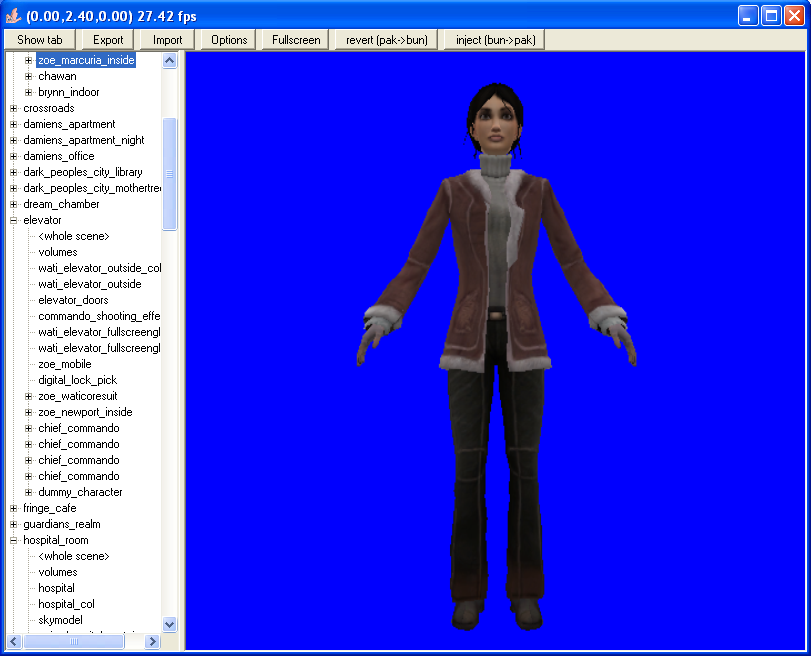 (0.00,2.40,0.00) 27.42 fps
Show tab Export Import Options Fullscreen revert (pak->bun) inject (bun->pak)
zoe_marcuria_inside
chawan
brynn_indoor
crossroads
damiens_apartment
damiens_apartment_night
damiens_office
dark_peoples_city_library
dark_peoples_city_mothertree
dream_chamber
elevator
<whole scene>
volumes
wati_elevator_outside_col
wati_elevator_outside
elevator_doors
commando_shooting_effe
wati_elevator_fullscreengl
wati_elevator_fullscreengl
zoe_mobile
digital_lock_pick
zoe_waticoresuit
zoe_newport_inside
chief_commando
chief_commando
chief_commando
chief_commando
dummy_character
fringe_cafe
guardians_realm
hospital_room
<whole scene>
volumes
hospital
hospital_col
skymodel